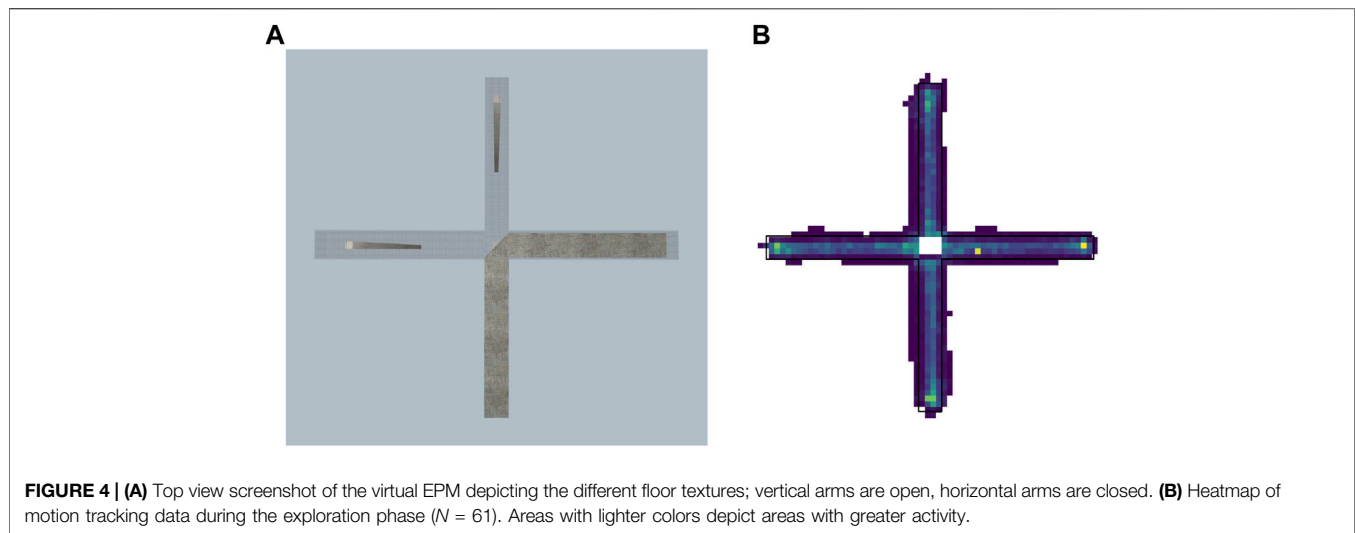 A
B
FIGURE 4 | (A) Top view screenshot of the virtual EPM depicting the different floor textures; vertical arms are open, horizontal arms are closed. (B) Heatmap of
motion tracking data during the exploration phase (N = 61). Areas with lighter colors depict areas with greater activity.